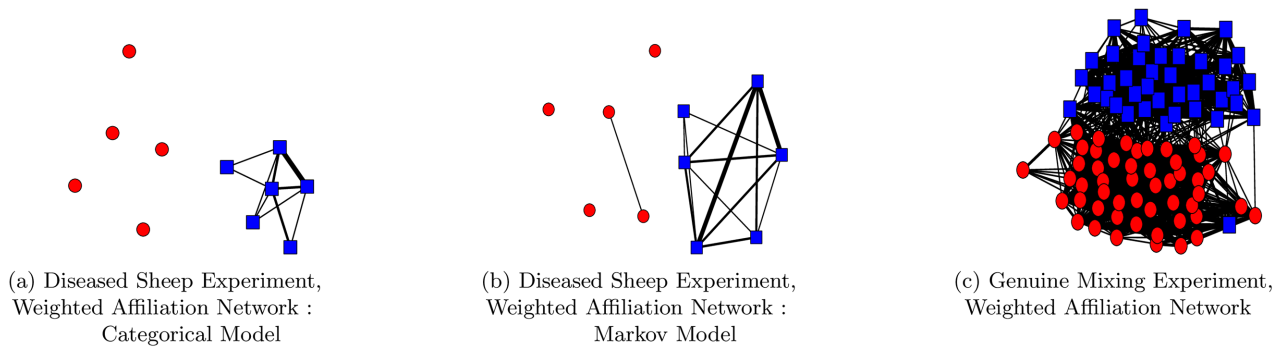 (a) Diseased Sheep Experiment,
Weighted Affiliation Network :
Categorical Model
(b) Diseased Sheep Experiment,
Weighted Affiliation Network :
Markov Model
(c) Genuine Mixing Experiment,
Weighted Affiliation Network